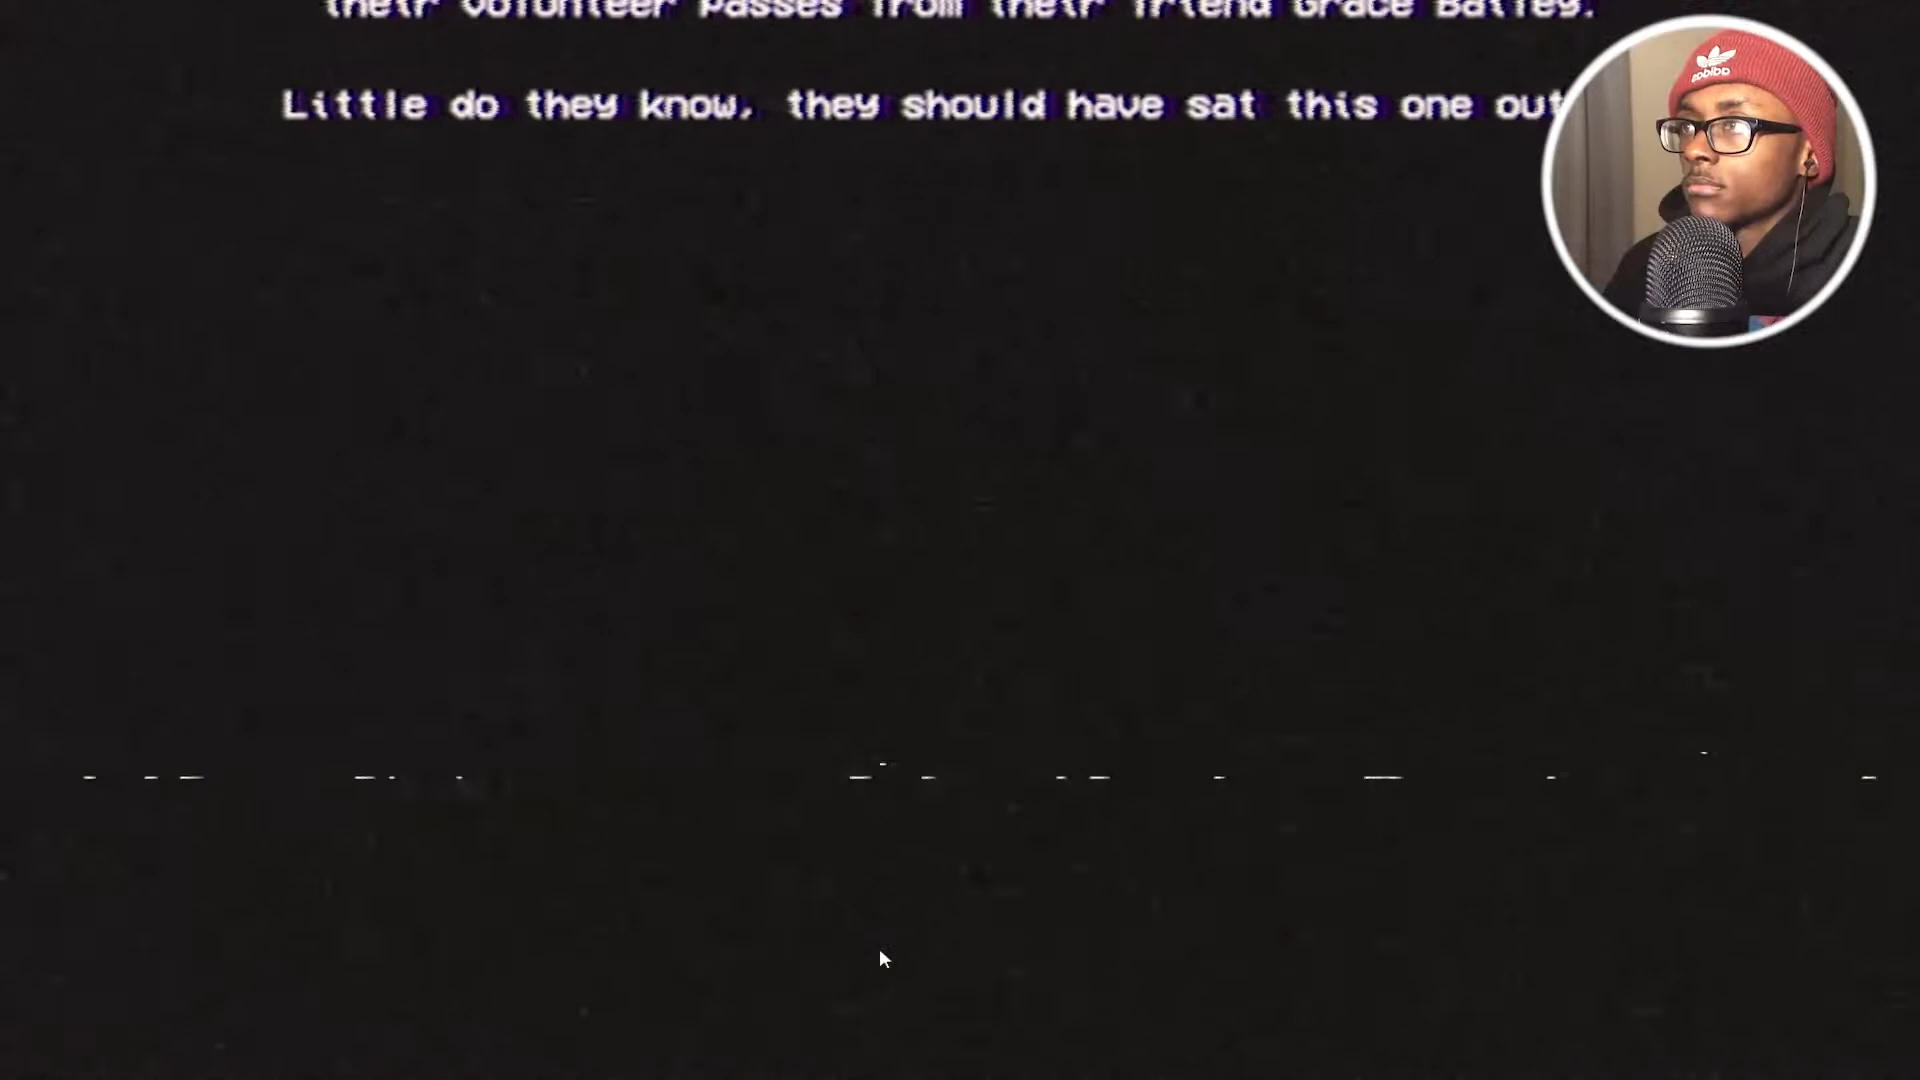 their volunteer passes from their friend Grace Bailey.
Little do they know, they should have sat this one out
adidas